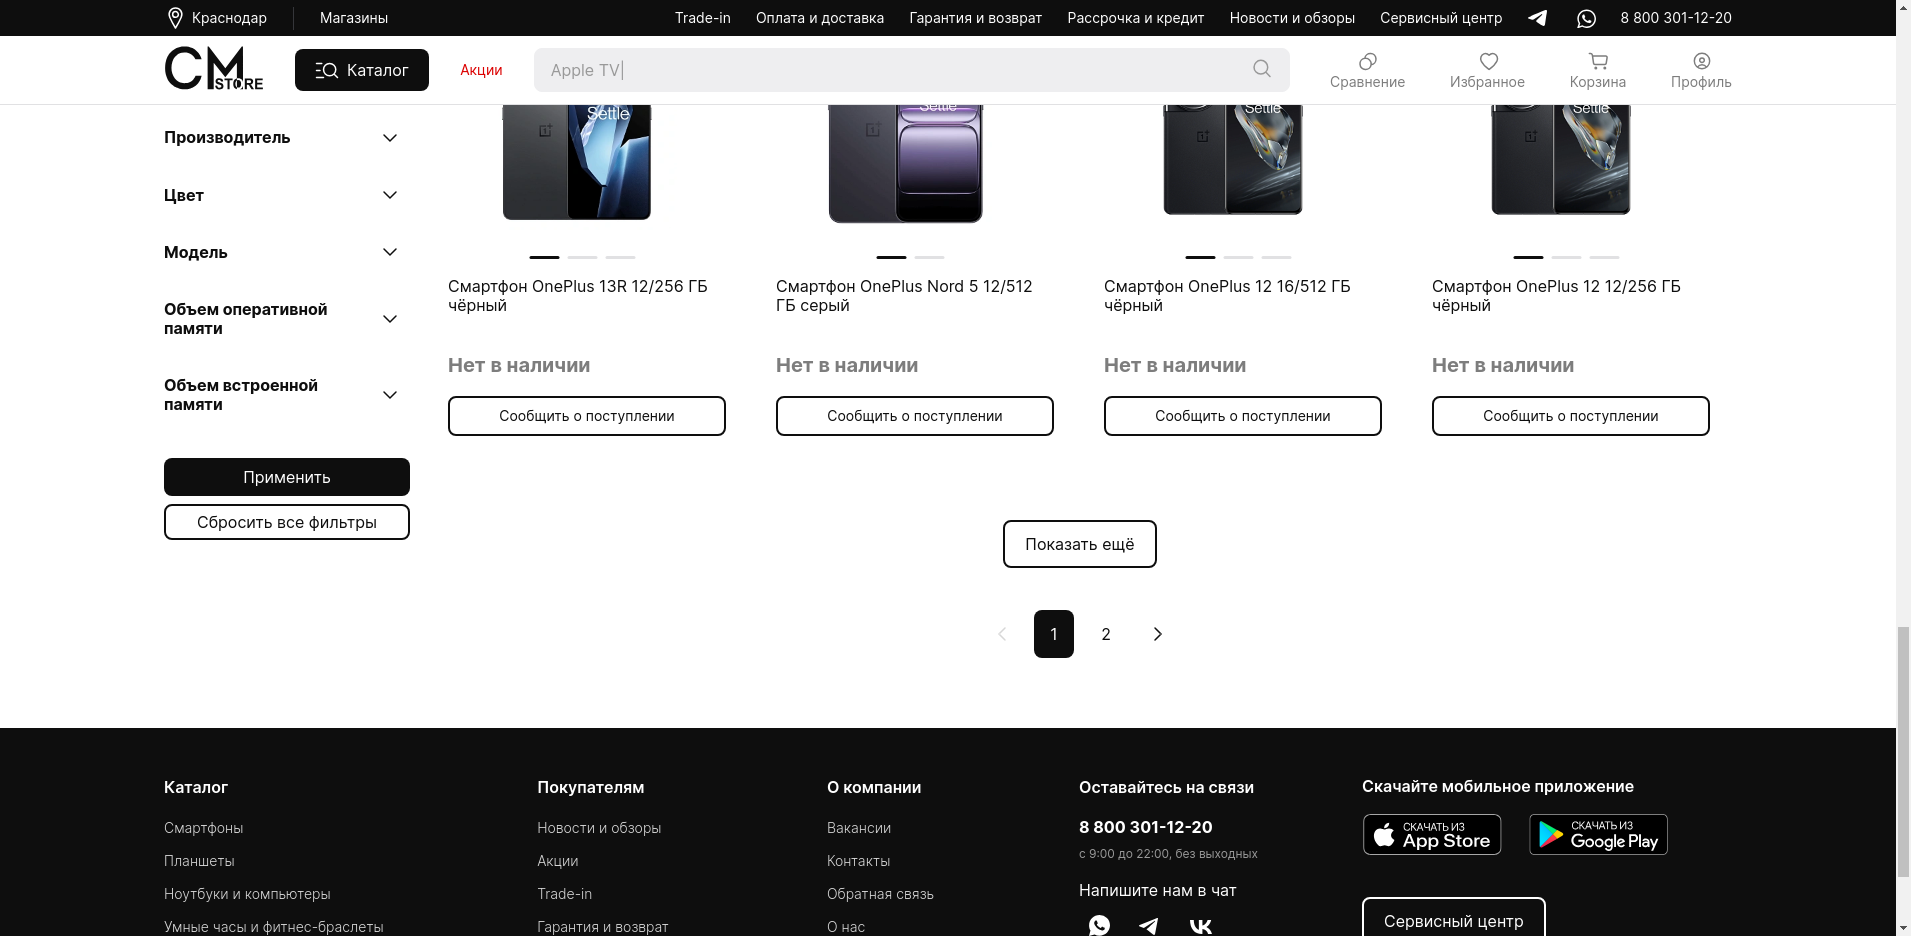 Краснодар
Магазины
Trade-in
Оплата и доставка
Гарантия и возврат
Рассрочка и кредит
Новости и обзоры
Сервисный центр
8 800 301-12-20
CM STORE
Каталог
Акции
Apple TV|
Сравнение
Избранное
Корзина
Профиль
Производитель
Цвет
Модель
Объем оперативной
памяти
Объем встроенной
памяти
Применить
Сбросить все фильтры
Settle
Settle
Settle
Settle
Смартфон OnePlus 13R 12/256 ГБ
чёрный
Нет в наличии
Сообщить о поступлении
Смартфон OnePlus Nord 5 12/512
ГБ серый
Нет в наличии
Сообщить о поступлении
Смартфон OnePlus 12 16/512 ГБ
чёрный
Нет в наличии
Сообщить о поступлении
Смартфон OnePlus 12 12/256 ГБ
чёрный
Нет в наличии
Сообщить о поступлении
Показать ещё
1
2
Каталог
Смартфоны
Планшеты
Ноутбуки и компьютеры
Умные часы и фитнес-браслеты
Покупателям
Новости и обзоры
Акции
Trade-in
Гарантия и возврат
О компании
Вакансии
Контакты
Обратная связь
О нас
Оставайтесь на связи
8 800 301-12-20
с 9:00 до 22:00, без выходных
Напишите нам в чат
Скачайте мобильное приложение
СКАЧАТЬ ИЗ
App Store
СКАЧАТЬ ИЗ
Google Play
Сервисный центр